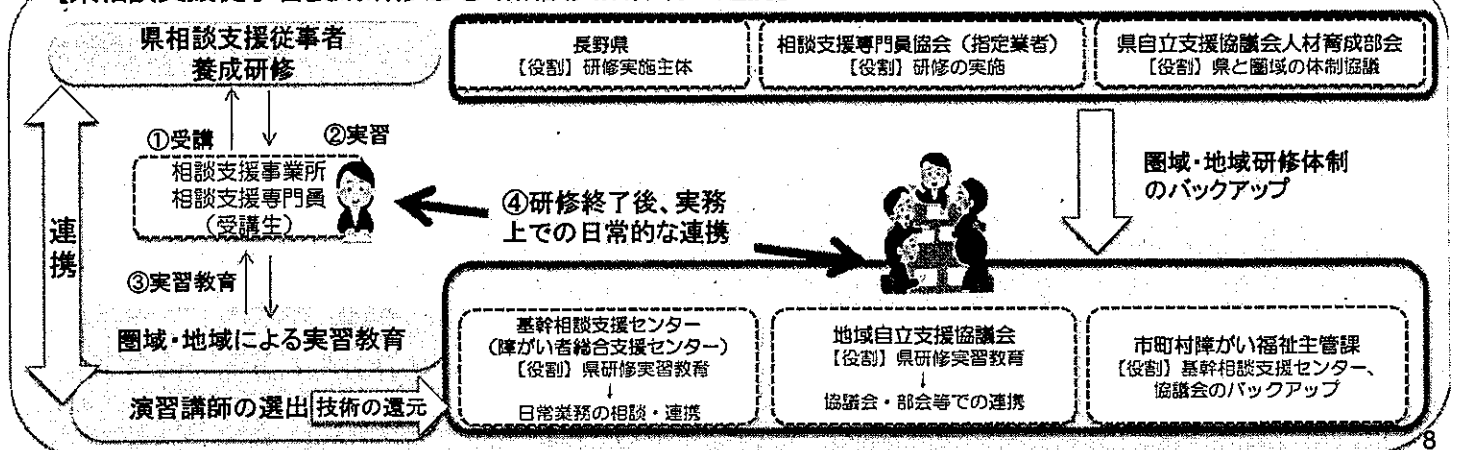 県相談支援従事者
養成研修
長野県
【役割】研修実施主体
相談支援専門員協会（指定業者）
【役割】研修の実施
県自立支援協議会人材育成部会
【役割】県と圏域の体制協議
①受講
②実習
相談支援事業所
相談支援専門員
（受講生）
④研修終了後、実務
上での日常的な連携
圏域・地域研修体制
のバックアップ
連
携
③実習教育
圏域・地域による実習教育
演習講師の選出
技術の還元
基幹相談支援センター
（障がい者総合支援センター）
【役割】県研修実習教育
↓
日常業務の相談・連携
地域自立支援協議会
【役割】県研修実習教育
↓
協議会・部会等での連携
市町村障がい福祉主管課
【役割】基幹相談支援センター、
協議会のバックアップ
8